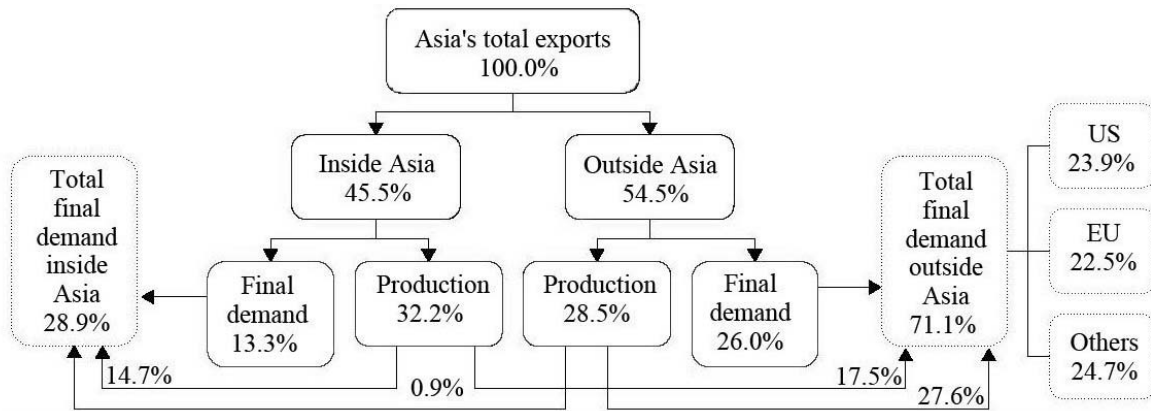 Asia's total exports
100.0%
Inside Asia
45.5%
Outside Asia
54.5%
Total
final
demand
inside
Asia
28.9%
Final
demand
13.3%
Production
32.2%
Production
28.5%
Final
demand
26.0%
Total
final
demand
outside
Asia
71.1%
US
23.9%
EU
22.5%
Others
24.7%
14.7%
0.9%
17.5%
27.6%